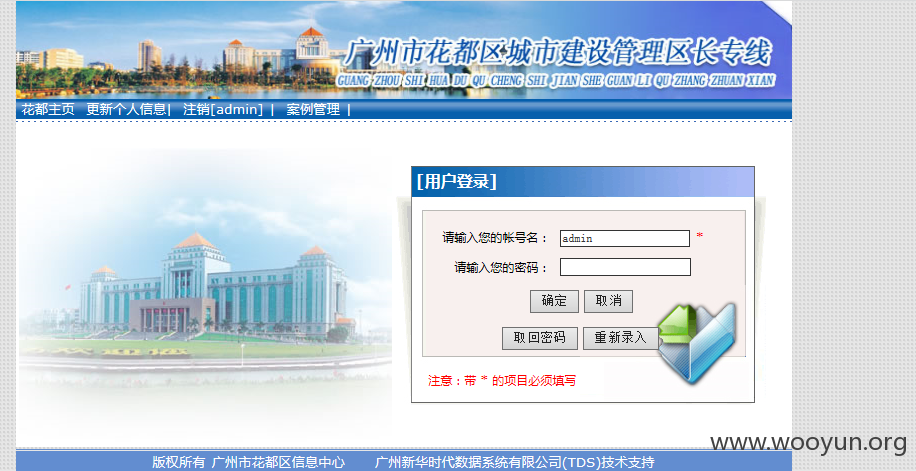 广州市花都区城市建设管理区长专线
GUANG ZHOU SHI HUA DU QU CHENG SHI JIAN SHE GUAN LI QU ZHANG ZHUAN XIAN
花都主页 更新个人信息| 注销[admin] | 案例管理 |
[用户登录]
请输入您的帐号名： admin *
请输入您的密码：
确定 取消
取回密码 重新录入
注意：带 * 的项目必须填写
www.wooyun.org
版权所有 广州市花都区信息中心 广州新华时代数据系统有限公司(TDS)技术支持